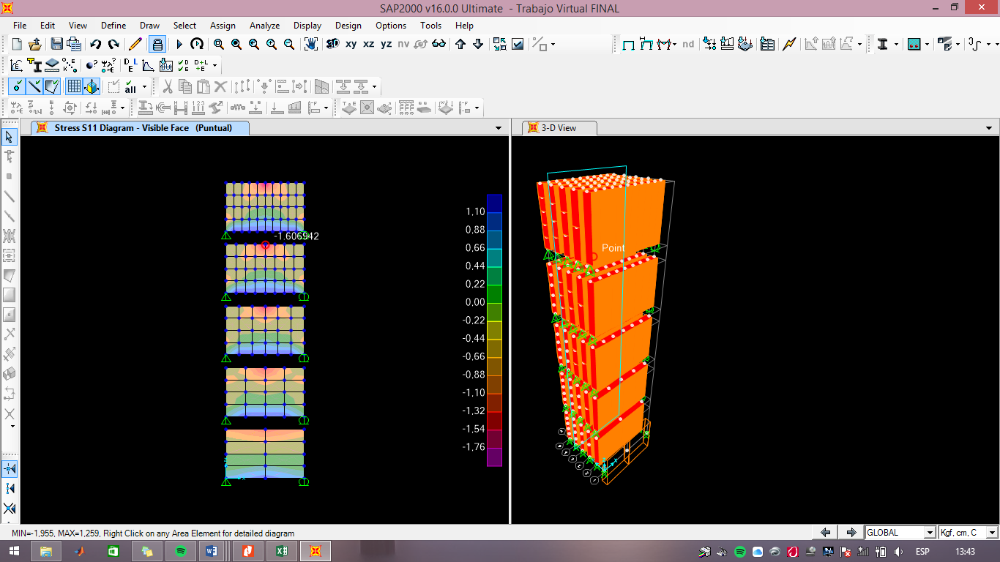 SAP2000 v16.0.0 Ultimate - Trabajo Virtual FINAL
File Edit View Define Draw Select Assign Analyze Display Design Options Tools Help
3D xy xz yz nv
nd
all
Stress S11 Diagram - Visible Face (Puntual)
3-D View
-1.606942
1,10
0,88
0,66
0,44
0,22
0,00
-0,22
-0,44
-0,66
-0,88
-1,10
-1,32
-1,54
-1,76
Point
MIN=-1,955, MAX=1,259, Right Click on any Area Element for detailed diagram
GLOBAL
Kgf, cm, C
ESP
13:43